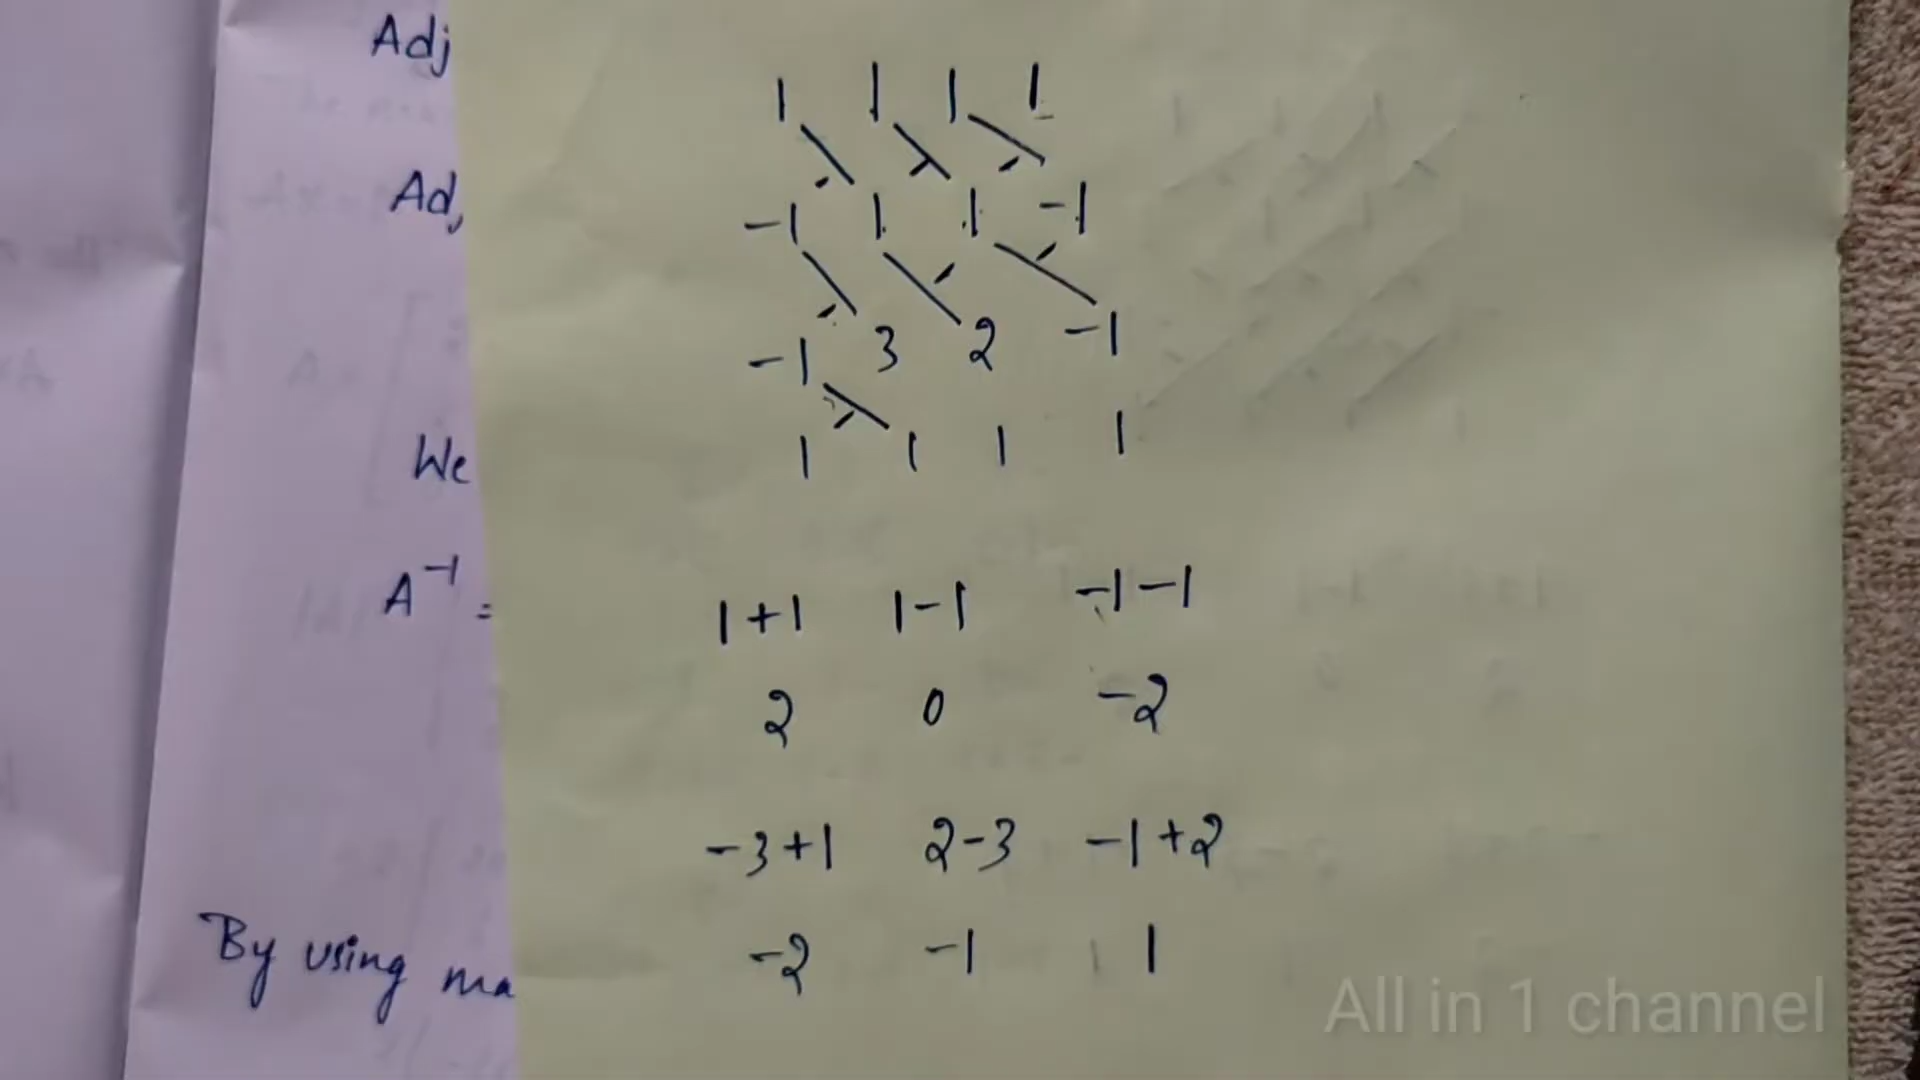 Adj
1 1 1 1
Ad,
-1 1 1 -1
-1 3 2 -1
1 1 1 1
We
A⁻¹ =
1+1 1-1 -1-1
2 0 -2
-3+1 2-3 -1+2
By using ma
-2 -1 1
All in 1 channel